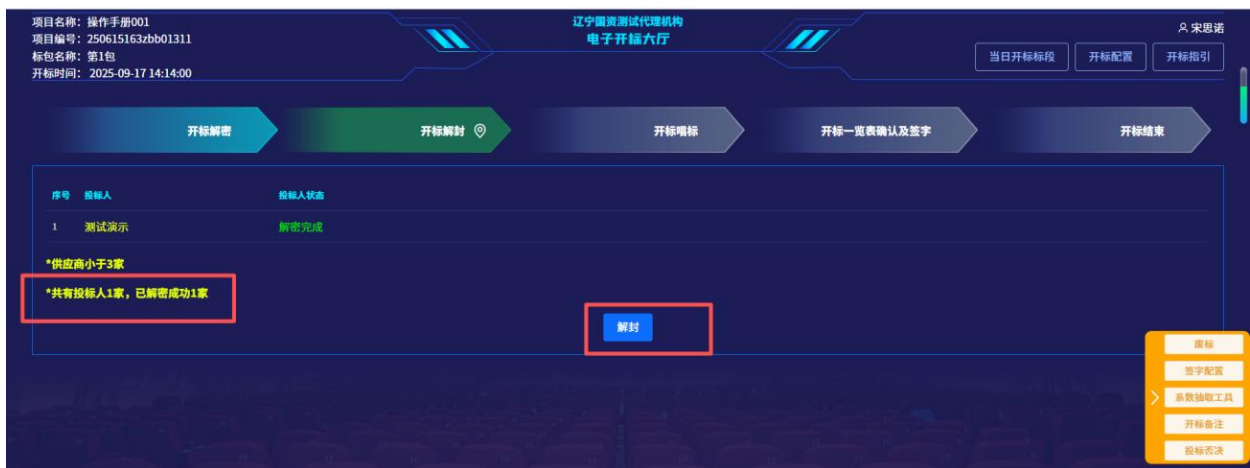 项目名称：操作手册001
项目编号：250615163zbb01311
标包名称：第1包
开标时间：2025-09-17 14:14:00
辽宁国资测试代理机构
电子开标大厅
宋思诺
当日开标标段 开标配置 开标指引
开标解密 开标解封 开标唱标 开标一览表确认及签字 开标结束
序号 投标人 投标人状态
1 测试演示 解密完成
*供应商小于3家
*共有投标人1家，已解密成功1家
解封
废标
签字配置
系数抽取工具
开标备注
投标否决